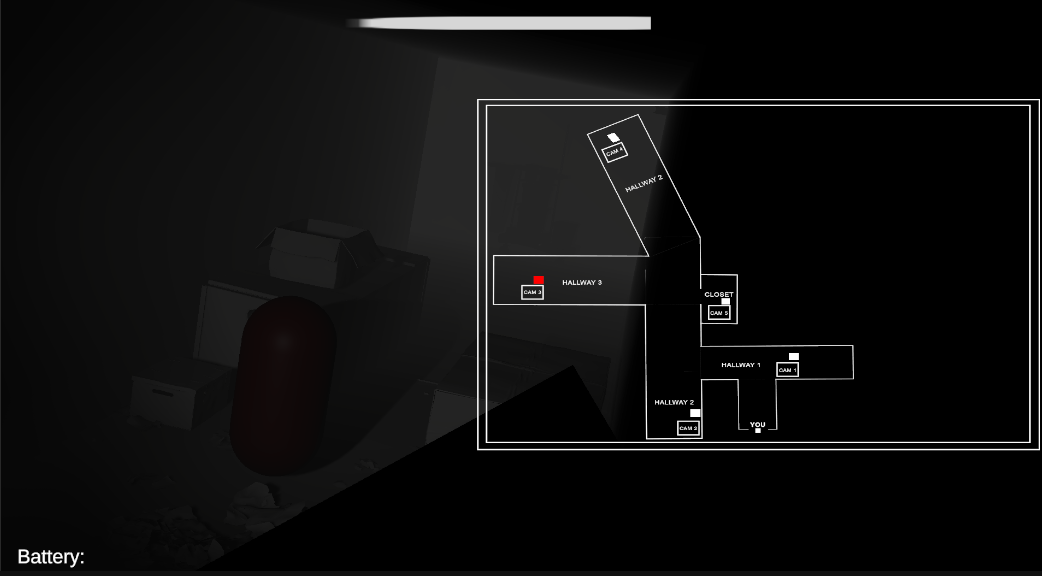 CAM 4
HALLWAY 2
HALLWAY 3
CAM 3
CLOSET
CAM 5
HALLWAY 1
CAM 1
HALLWAY 2
CAM 2
YOU
Battery: